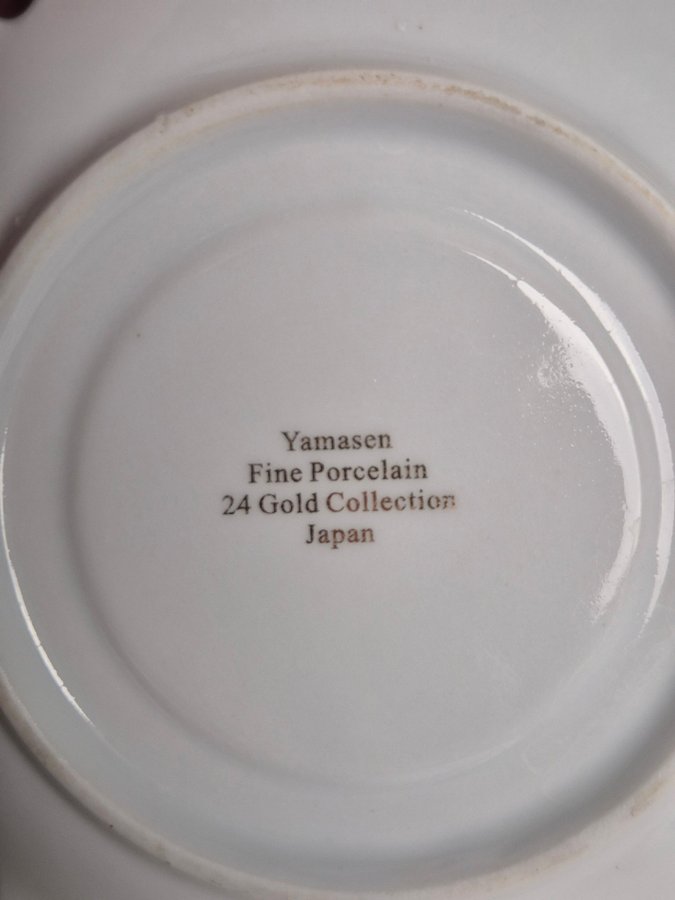 Yamasen
Fine Porcelain
24 Gold Collection
Japan